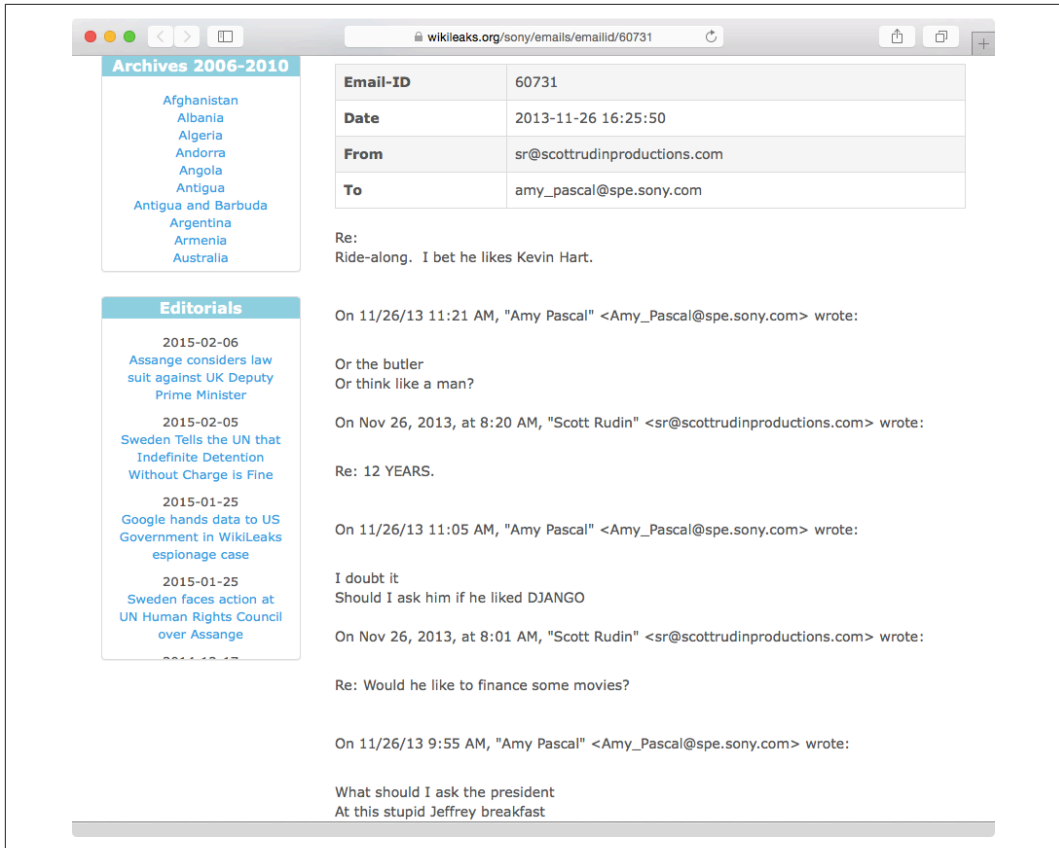 wikileaks.org/sony/emails/emailid/60731
Archives 2006-2010
Afghanistan
Albania
Algeria
Andorra
Angola
Antigua
Antigua and Barbuda
Argentina
Armenia
Australia
Editorials
2015-02-06
Assange considers law
suit against UK Deputy
Prime Minister
2015-02-05
Sweden Tells the UN that
Indefinite Detention
Without Charge is Fine
2015-01-25
Google hands data to US
Government in WikiLeaks
espionage case
2015-01-25
Sweden faces action at
UN Human Rights Council
over Assange
Email-ID 60731
Date 2013-11-26 16:25:50
From sr@scottrudinproductions.com
To amy_pascal@spe.sony.com
Re:
Ride-along. I bet he likes Kevin Hart.
On 11/26/13 11:21 AM, "Amy Pascal" <Amy_Pascal@spe.sony.com> wrote:
Or the butler
Or think like a man?
On Nov 26, 2013, at 8:20 AM, "Scott Rudin" <sr@scottrudinproductions.com> wrote:
Re: 12 YEARS.
On 11/26/13 11:05 AM, "Amy Pascal" <Amy_Pascal@spe.sony.com> wrote:
I doubt it
Should I ask him if he liked DJANGO
On Nov 26, 2013, at 8:01 AM, "Scott Rudin" <sr@scottrudinproductions.com> wrote:
Re: Would he like to finance some movies?
On 11/26/13 9:55 AM, "Amy Pascal" <Amy_Pascal@spe.sony.com> wrote:
What should I ask the president
At this stupid Jeffrey breakfast